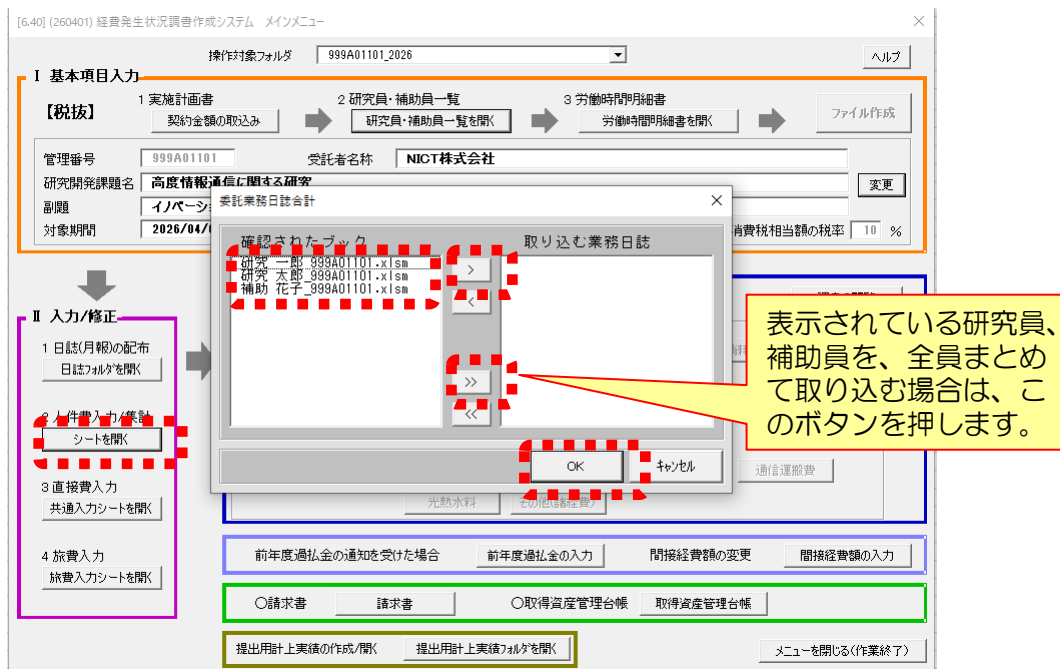 [6.40] (260401) 経費発生状況調書作成システム メインメニュー
操作対象フォルダ 999A01101_2026 ヘルプ
Ⅰ 基本項目入力
【税抜】
1 実施計画書 2 研究員・補助員一覧 3 労働時間明細書
契約金額の取込み 研究員・補助員一覧を開く 労働時間明細書を開く ファイル作成
管理番号 999A01101 受託者名称 NICT株式会社
研究開発課題名 高度情報通信に関する研究 変更
副題 イノベーシ
対象期間 2026/04/ 消費税相当額の税率 10 %
委託業務日誌合計
確認されたブック 取り込む業務日誌
研究 一郎_999A01101.xlsm
研究 太郎_999A01101.xlsm
補助 花子_999A01101.xlsm
>
<
>>
<<
OK キャンセル
表示されている研究員、
補助員を、全員まとめ
て取り込む場合は、こ
のボタンを押します。
Ⅱ 入力/修正
1 日誌(月報)の配布
日誌フォルダを開く
2 人件費入力/集計
シートを開く
3 直接費入力
共通入力シートを開く
4 旅費入力
旅費入力シートを開く
通信運搬費
光熱水料 その他(諸経費)
前年度過払金の通知を受けた場合 前年度過払金の入力 間接経費額の変更 間接経費額の入力
○請求書 請求書 ○取得資産管理台帳 取得資産管理台帳
提出用計上実績の作成/開く 提出用計上実績フォルダを開く メニューを閉じる(作業終了)